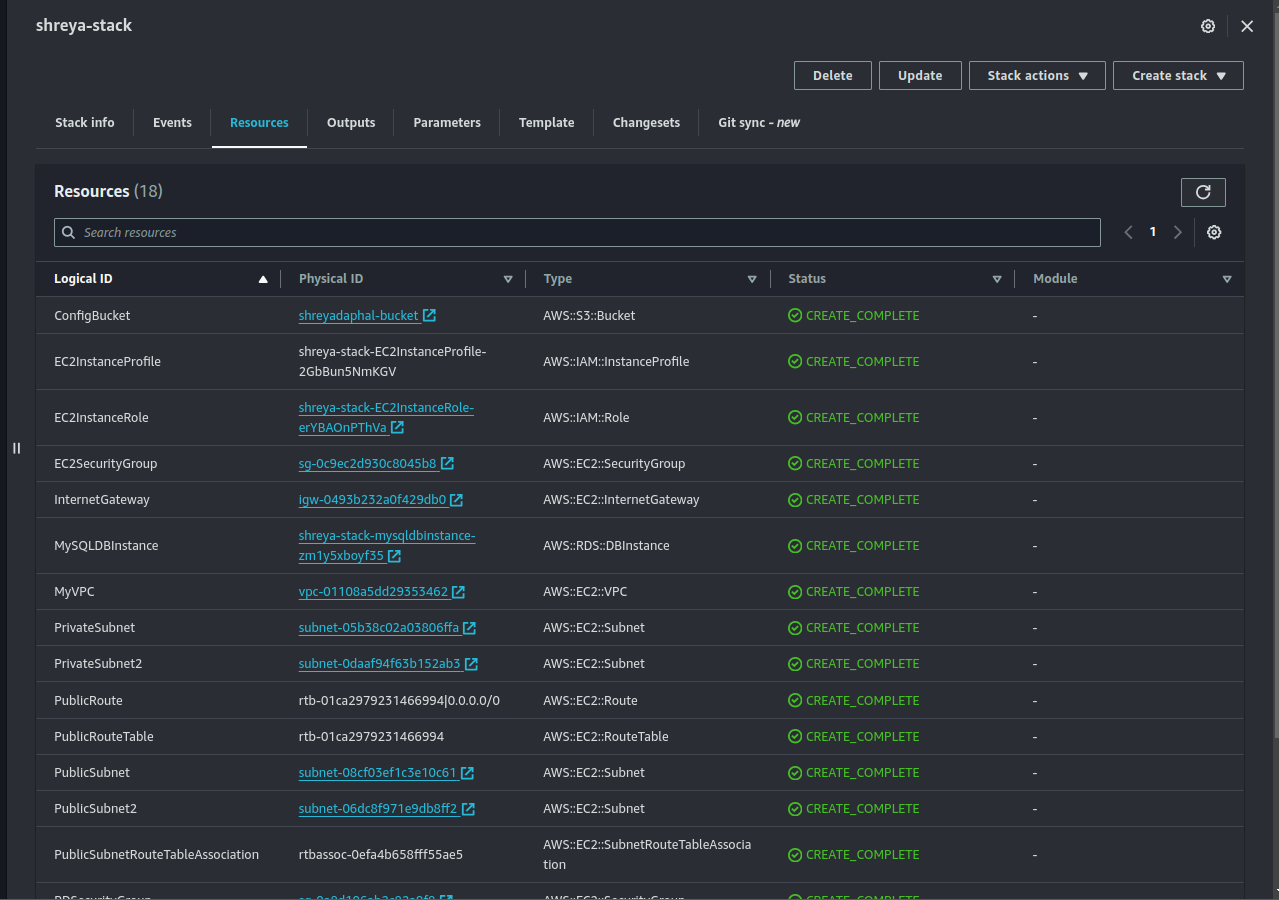 shreya-stack
Delete Update Stack actions Create stack
Stack info Events Resources Outputs Parameters Template Changesets Git sync - new
Resources (18)
Search resources 1
Logical ID Physical ID Type Status Module
ConfigBucket shreyadaphal-bucket AWS::S3::Bucket CREATE_COMPLETE -
shreya-stack-EC2InstanceProfile-
EC2InstanceProfile AWS::IAM::InstanceProfile CREATE_COMPLETE -
2GbBun5NmKGV
shreya-stack-EC2InstanceRole-
EC2InstanceRole AWS::IAM::Role CREATE_COMPLETE -
erYBAOnPThVa
EC2SecurityGroup sg-0c9ec2d930c8045b8 AWS::EC2::SecurityGroup CREATE_COMPLETE -
InternetGateway igw-0493b232a0f429db0 AWS::EC2::InternetGateway CREATE_COMPLETE -
shreya-stack-mysqldbinstance-
MySQLDBInstance AWS::RDS::DBInstance CREATE_COMPLETE -
zm1y5xboyf35
MyVPC vpc-01108a5dd29353462 AWS::EC2::VPC CREATE_COMPLETE -
PrivateSubnet subnet-05b38c02a03806ffa AWS::EC2::Subnet CREATE_COMPLETE -
PrivateSubnet2 subnet-0daaf94f63b152ab3 AWS::EC2::Subnet CREATE_COMPLETE -
PublicRoute rtb-01ca2979231466994|0.0.0.0/0 AWS::EC2::Route CREATE_COMPLETE -
PublicRouteTable rtb-01ca2979231466994 AWS::EC2::RouteTable CREATE_COMPLETE -
PublicSubnet subnet-08cf03ef1c3e10c61 AWS::EC2::Subnet CREATE_COMPLETE -
PublicSubnet2 subnet-06dc8f971e9db8ff2 AWS::EC2::Subnet CREATE_COMPLETE -
AWS::EC2::SubnetRouteTableAssocia
PublicSubnetRouteTableAssociation rtbassoc-0efa4b658fff55ae5 CREATE_COMPLETE -
tion